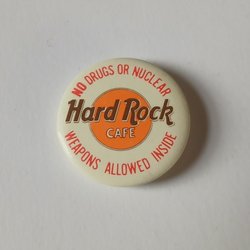 NO DRUGS OR NUCLEAR
Hard Rock
CAFE
WEAPONS ALLOWED INSIDE